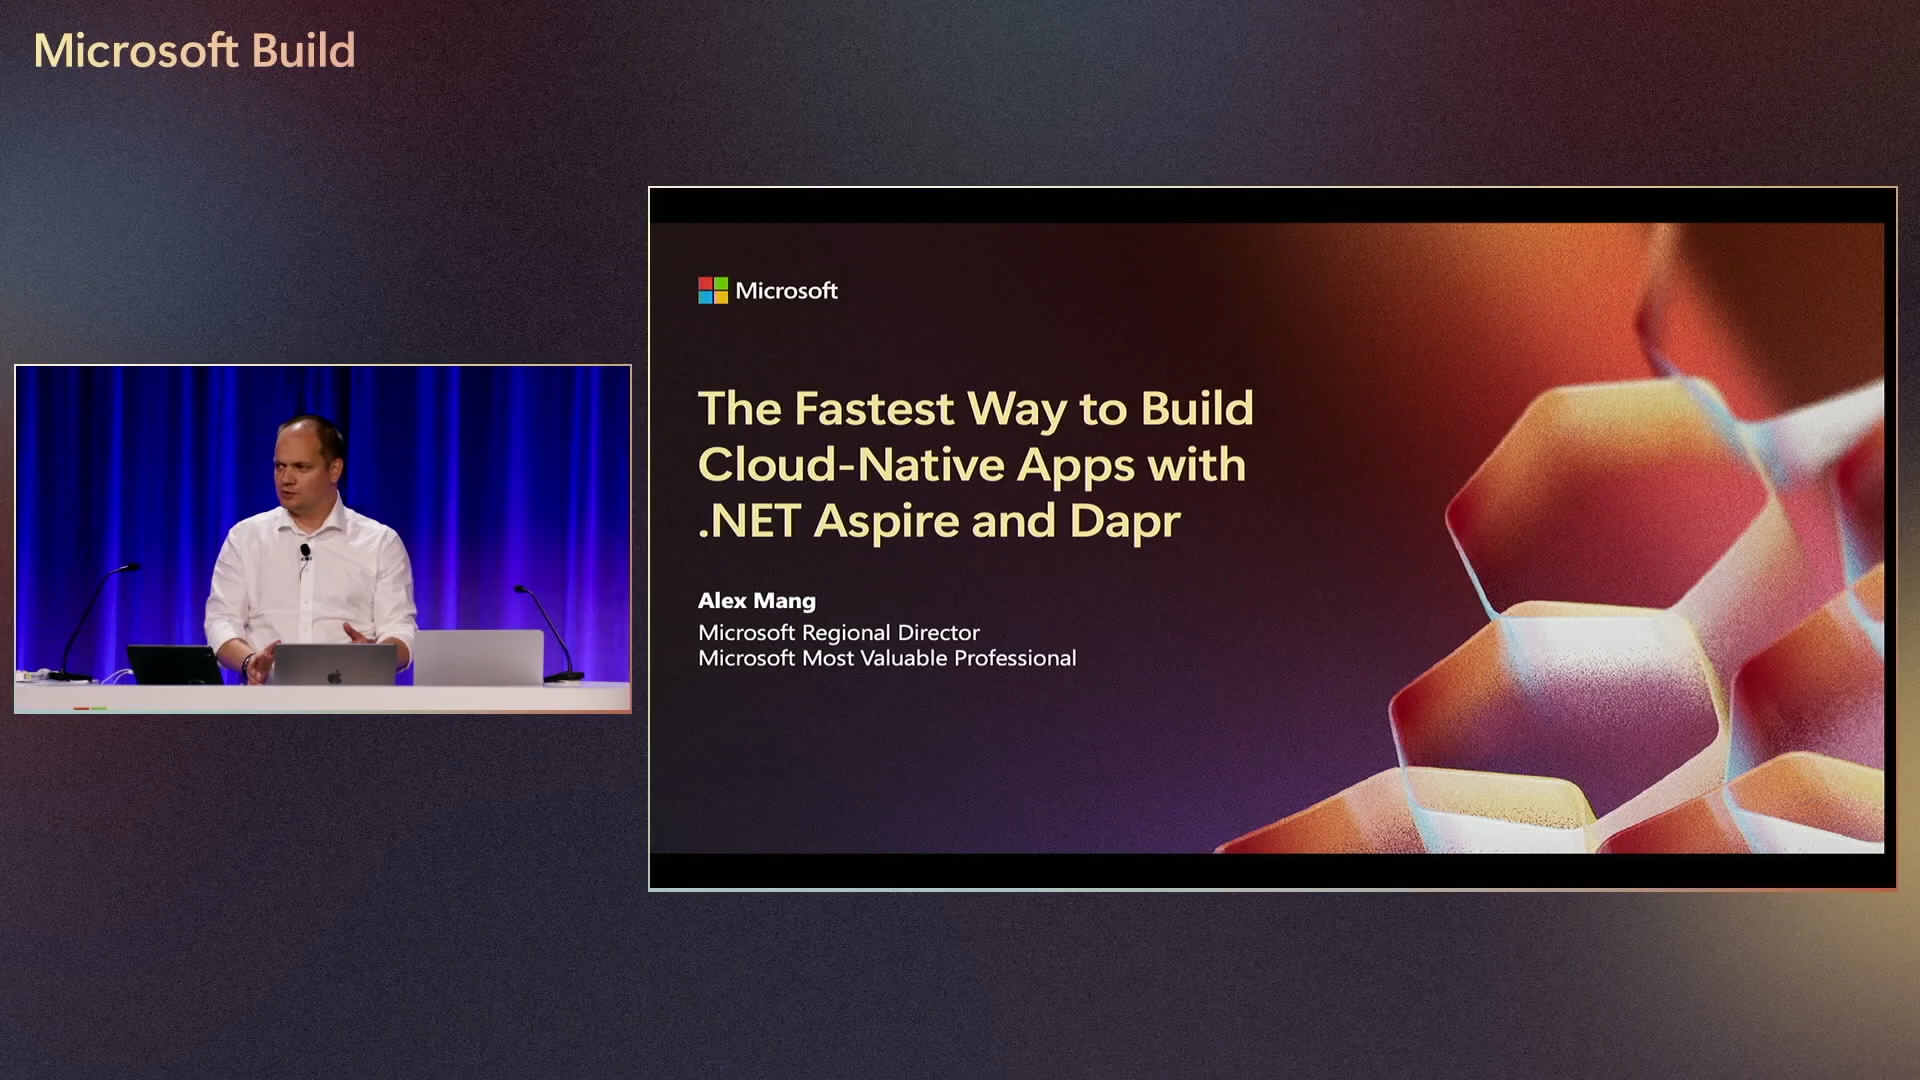 Microsoft Build
Microsoft
The Fastest Way to Build
Cloud-Native Apps with
.NET Aspire and Dapr
Alex Mang
Microsoft Regional Director
Microsoft Most Valuable Professional